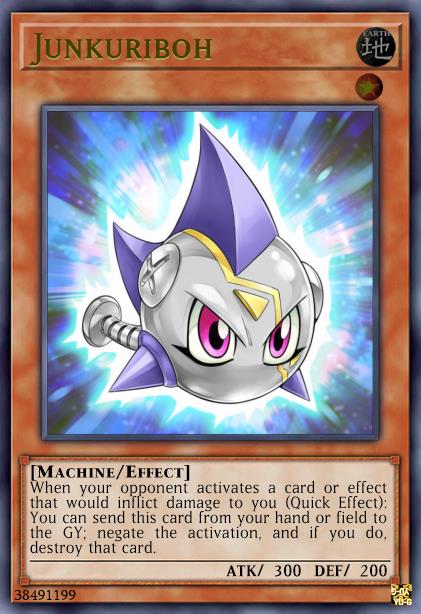 JUNKURIBOH
EARTH
地
[MACHINE/EFFECT]
When your opponent activates a card or effect
that would inflict damage to you (Quick Effect):
You can send this card from your hand or field to
the GY; negate the activation, and if you do,
destroy that card.
ATK/ 300 DEF/ 200
38491199